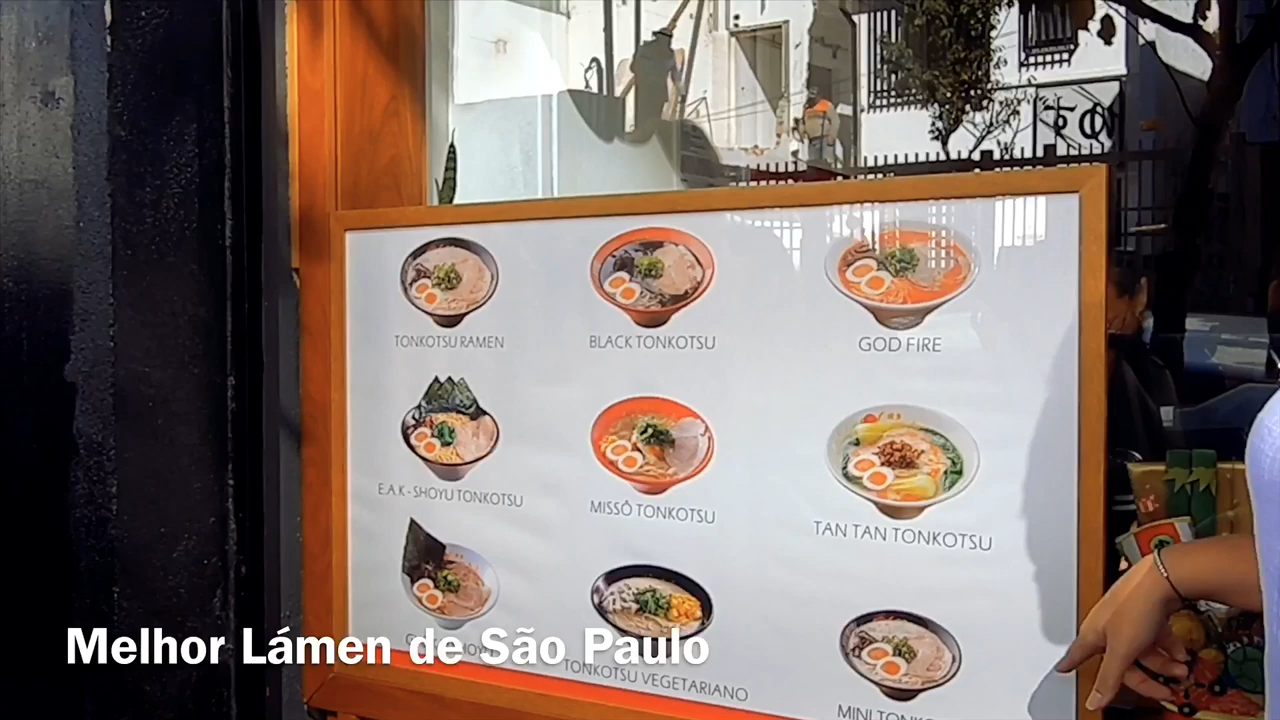 TONKOTSU RAMEN
BLACK TONKOTSU
GOD FIRE
E.A.K - SHOYU TONKOTSU
MISSÔ TONKOTSU
TAN TAN TONKOTSU
TONKOTSU VEGETARIANO
MINI
Melhor Lámen de São Paulo